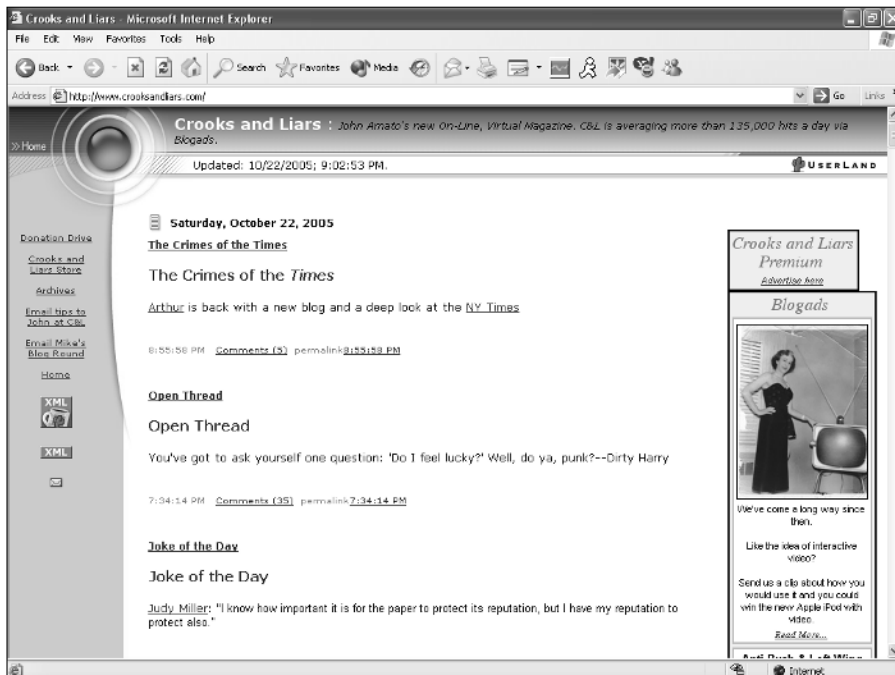 Crooks and Liars - Microsoft Internet Explorer
File Edit View Favorites Tools Help
Back Search Favorites Media
Address http://www.crooksandliars.com/ Go Links
Crooks and Liars : John Amato's new On-Line, Virtual Magazine. C&L is averaging more than 135,000 hits a day via
Blogads.
>> Home
Updated: 10/22/2005; 9:02:53 PM.
USERLAND
Donation Drive
Crooks and
Liars Store
Archives
Email tips to
John at C&L
Email Mike's
Blog Round
Home
XML
XML
Saturday, October 22, 2005
The Crimes of the Times
The Crimes of the Times
Arthur is back with a new blog and a deep look at the NY Times
8:55:58 PM Comments (5) permalink8:55:58 PM
Open Thread
Open Thread
You've got to ask yourself one question: 'Do I feel lucky?' Well, do ya, punk?--Dirty Harry
7:34:14 PM Comments (35) permalink7:34:14 PM
Joke of the Day
Joke of the Day
Judy Miller: "I know how important it is for the paper to protect its reputation, but I have my reputation to
protect also."
Crooks and Liars
Premium
Advertise here
Blogads
We've come a long way since
then.
Like the idea of interactive
video?
Send us a clip about how you
would use it and you could
win the new Apple iPod with
video.
Read More...
Anti Bush & Left Wing
Internet